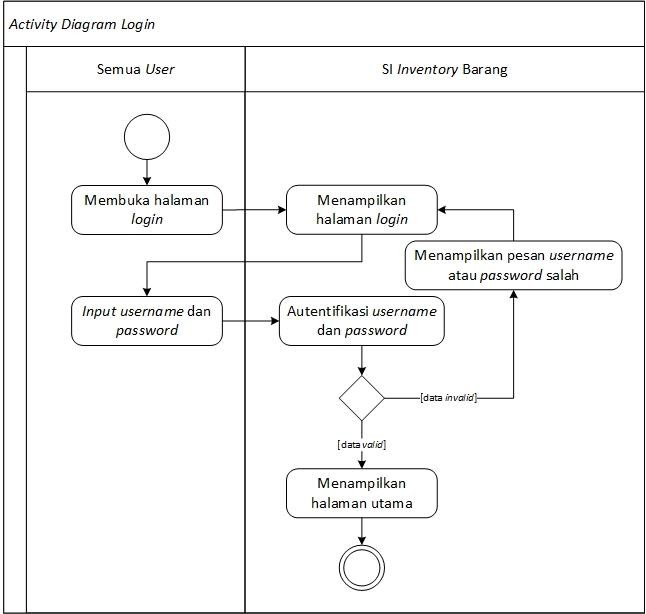 Activity Diagram Login
Semua User
SI Inventory Barang
Membuka halaman
login
Menampilkan
halaman login
Menampilkan pesan username
atau password salah
Input username dan
password
Autentifikasi username
dan password
[data invalid]
[data valid]
Menampilkan
halaman utama